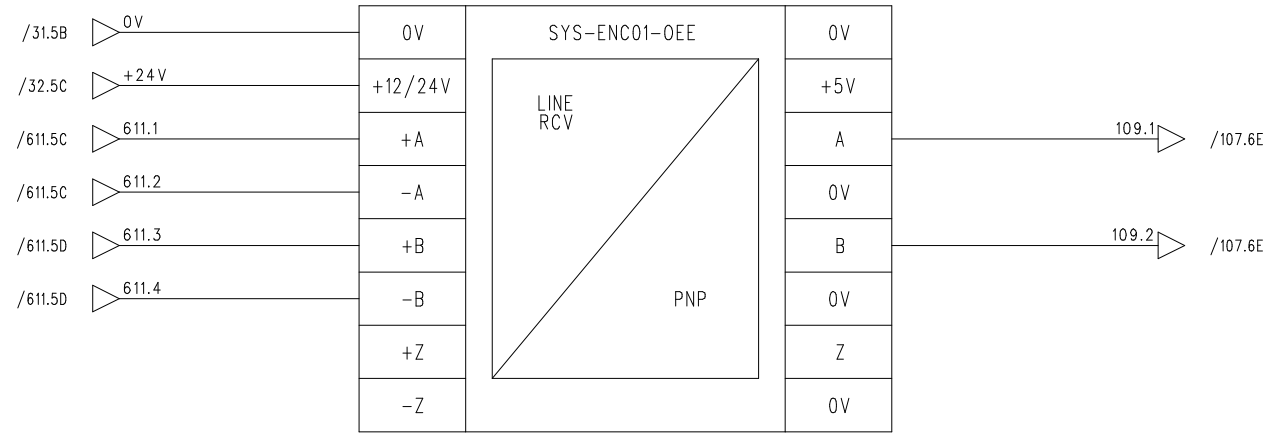 /31.5B 0V 0V SYS-ENC01-OEE 0V
/32.5C +24V +12/24V +5V
LINE
RCV
/611.5C 611.1 +A A 109.1 /107.6E
/611.5C 611.2 -A 0V
/611.5D 611.3 +B B 109.2 /107.6E
/611.5D 611.4 -B PNP 0V
+Z Z
-Z 0V